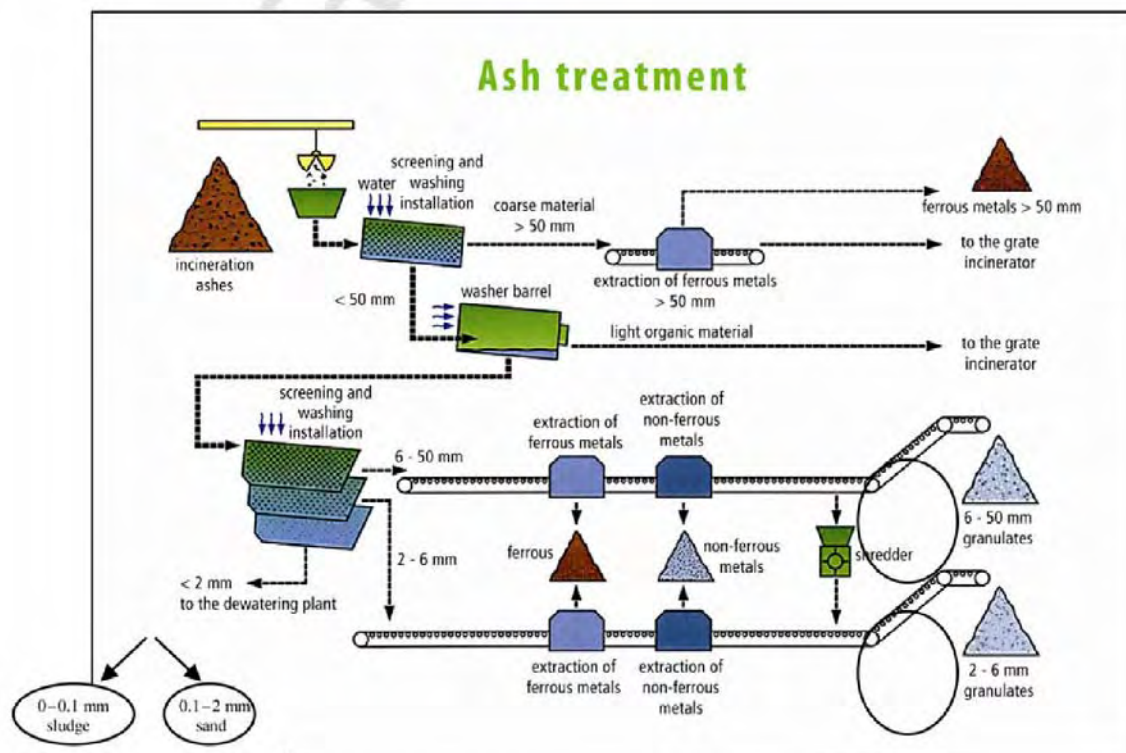 Ash treatment
screening and
washing
installation
water
incineration
ashes
coarse material
> 50 mm
ferrous metals > 50 mm
extraction of ferrous metals
> 50 mm
to the grate
incinerator
< 50 mm
washer barrel
light organic material
to the grate
incinerator
screening and
washing
installation
6 - 50 mm
extraction of
ferrous metals
extraction of
non-ferrous
metals
6 - 50 mm
granulates
2 - 6 mm
ferrous
non-ferrous
metals
shredder
< 2 mm
to the dewatering plant
extraction of
ferrous metals
extraction of
non-ferrous
metals
2 - 6 mm
granulates
0–0.1 mm
sludge
0.1–2 mm
sand